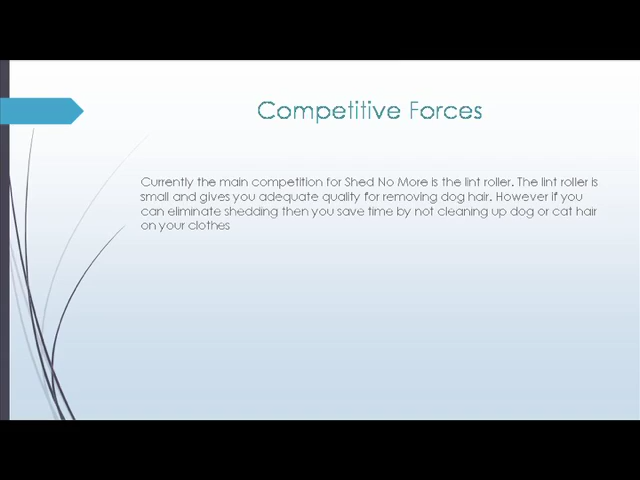 Competitive Forces
Currently the main competition for Shed No More is the lint roller. The lint roller is
small and gives you adequate quality for removing dog hair. However if you
can eliminate shedding then you save time by not cleaning up dog or cat hair
on your clothes